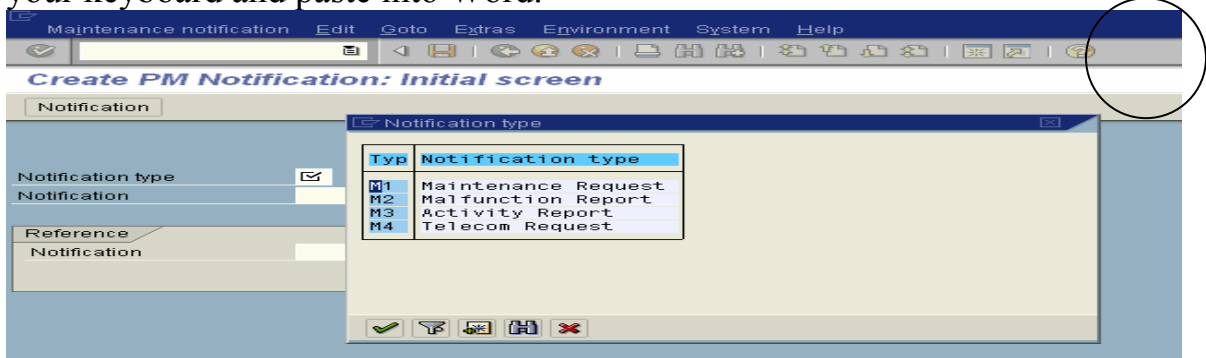 your keyboard and paste into Word.
Maintenance notification Edit Goto Extras Environment System Help
Create PM Notification: Initial screen
Notification
Notification type
Typ Notification type
M1 Maintenance Request
M2 Malfunction Report
M3 Activity Report
M4 Telecom Request
Notification type
Notification
Reference
Notification